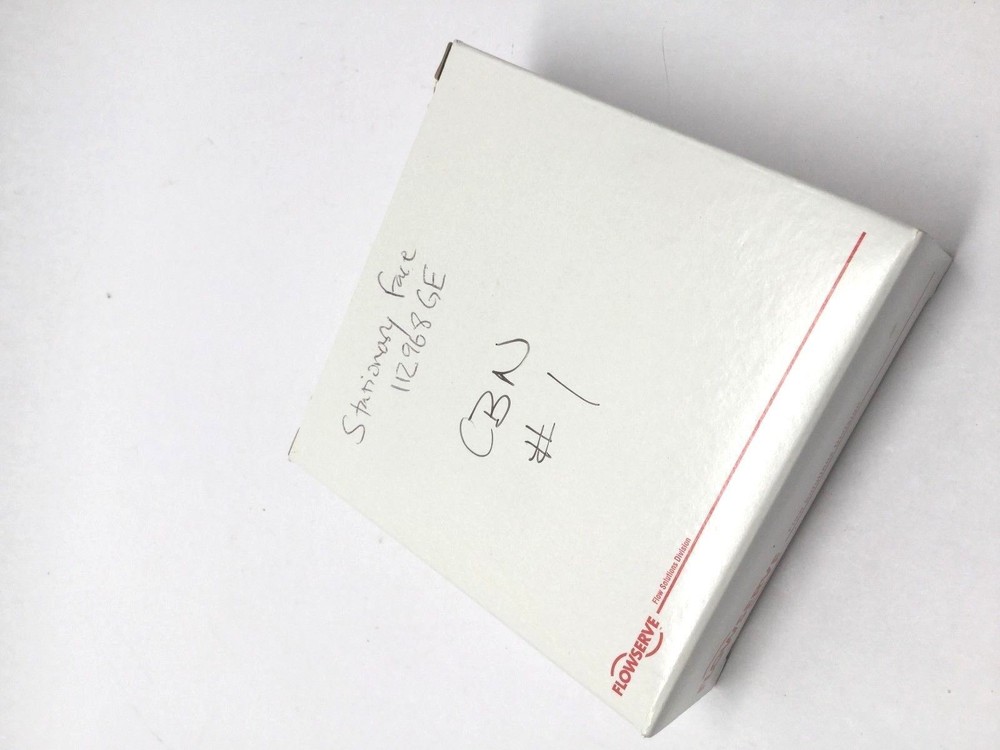 Stationary Face
112968GE
CBN
# 1
FLOWSERVE
Flow Solutions Division